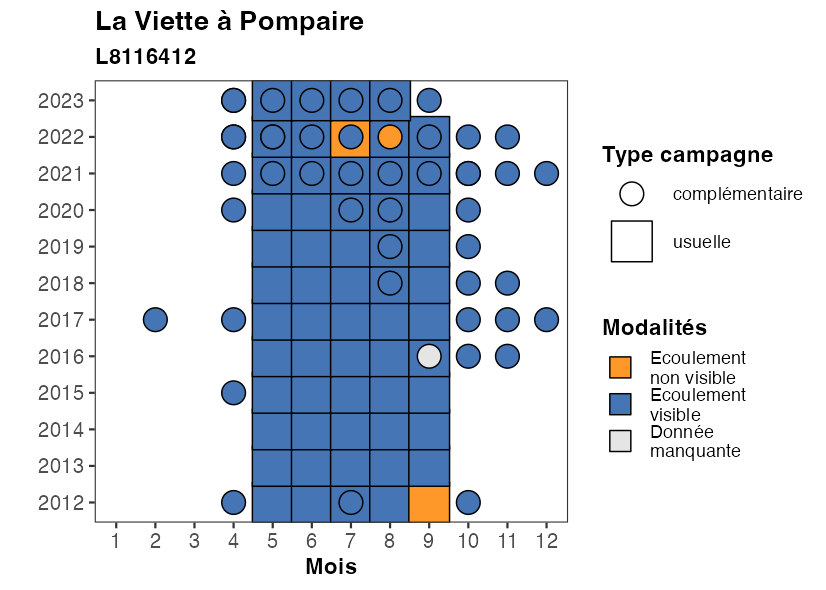 La Viette à Pompaire
L8116412
2023
2022
2021
2020
2019
2018
2017
2016
2015
2014
2013
2012
1 2 3 4 5 6 7 8 9 10 11 12
Mois
Type campagne
complémentaire
usuelle
Modalités
Ecoulement
non visible
Ecoulement
visible
Donnée
manquante